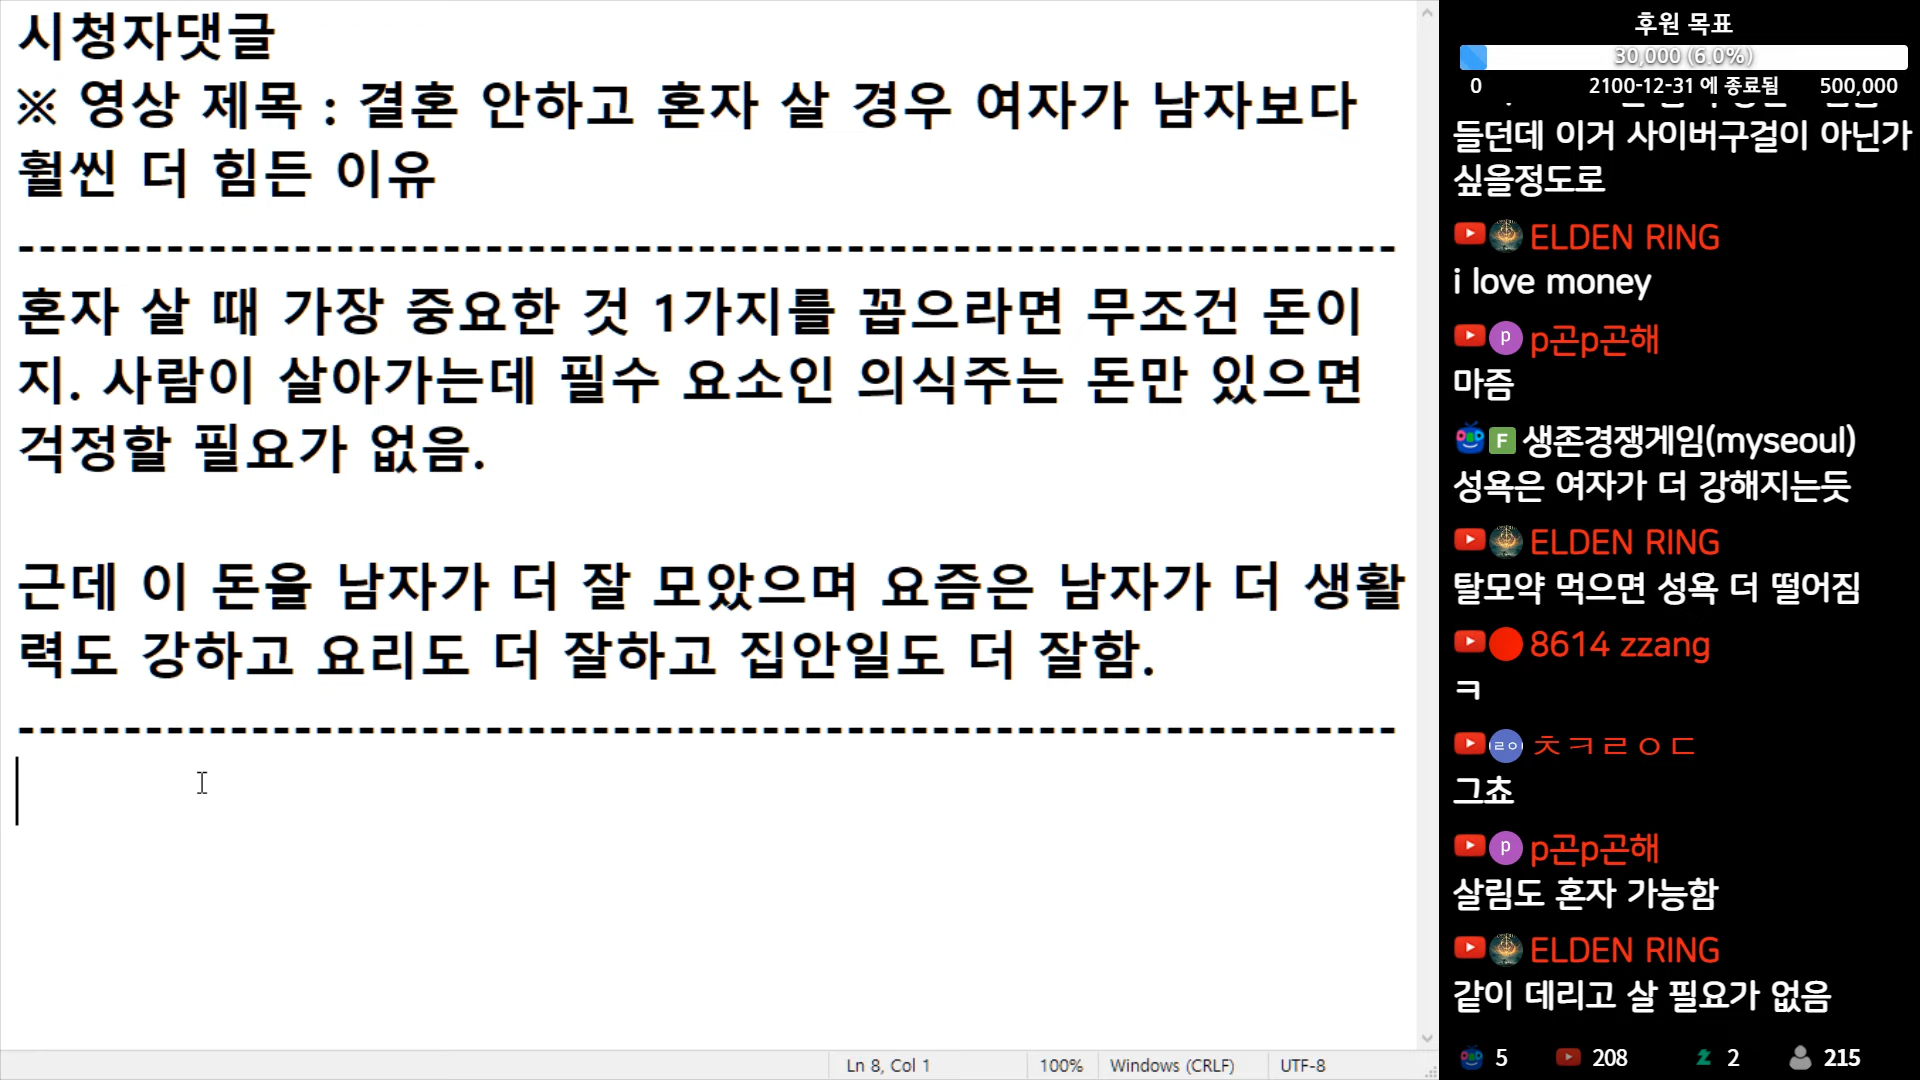 시청자댓글
※ 영상 제목 : 결혼 안하고 혼자 살 경우 여자가 남자보다
훨씬 더 힘든 이유
-----------------------------------------------------------------
혼자 살 때 가장 중요한 것 1가지를 꼽으라면 무조건 돈이
지. 사람이 살아가는데 필수 요소인 의식주는 돈만 있으면
걱정할 필요가 없음.
근데 이 돈을 남자가 더 잘 모았으며 요즘은 남자가 더 생활
력도 강하고 요리도 더 잘하고 집안일도 더 잘함.
-----------------------------------------------------------------
Ln 8, Col 1
100%
Windows (CRLF)
UTF-8
후원 목표
30,000 (6.0%)
0 2100-12-31 에 종료됨 500,000
들던데 이거 사이버구걸이 아닌가
싶을정도로
ELDEN RING
i love money
p p곤p곤해
마즘
F 생존경쟁게임(myseoul)
성욕은 여자가 더 강해지는듯
ELDEN RING
탈모약 먹으면 성욕 더 떨어짐
8614 zzang
ㅋ
ㄹㅇ ㅊㅋㄹㅇㄷ
그쵸
p p곤p곤해
살림도 혼자 가능함
ELDEN RING
같이 데리고 살 필요가 없음
5 208 2 215